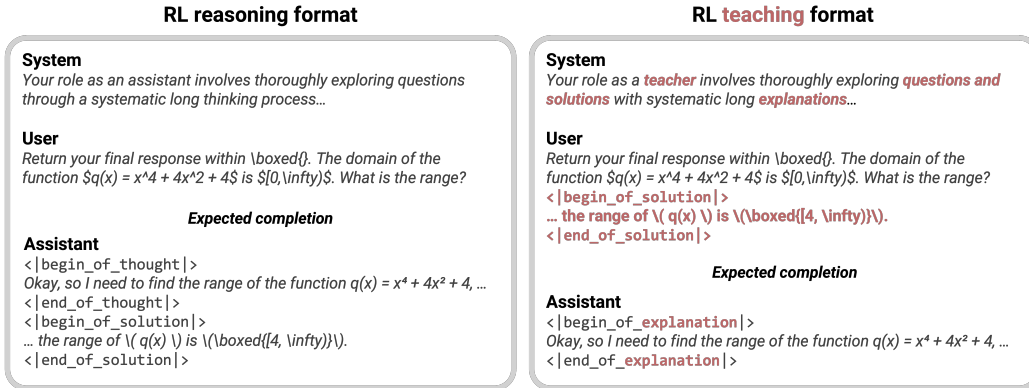 RL reasoning format
System
Your role as an assistant involves thoroughly exploring questions
through a systematic long thinking process…
User
Return your final response within \boxed{}. The domain of the
function $q(x) = x^4 + 4x^2 + 4$ is $[0,\infty)$. What is the range?
Expected completion
Assistant
<|begin_of_thought|>
Okay, so I need to find the range of the function q(x) = x⁴ + 4x² + 4, …
<|end_of_thought|>
<|begin_of_solution|>
… the range of \( q(x) \) is \(\boxed{[4, \infty)}\).
<|end_of_solution|>
RL teaching format
System
Your role as a teacher involves thoroughly exploring questions and
solutions with systematic long explanations…
User
Return your final response within \boxed{}. The domain of the
function $q(x) = x^4 + 4x^2 + 4$ is $[0,\infty)$. What is the range?
<|begin_of_solution|>
… the range of \( q(x) \) is \(\boxed{[4, \infty)}\).
<|end_of_solution|>
Expected completion
Assistant
<|begin_of_explanation|>
Okay, so I need to find the range of the function q(x) = x⁴ + 4x² + 4, …
<|end_of_explanation|>